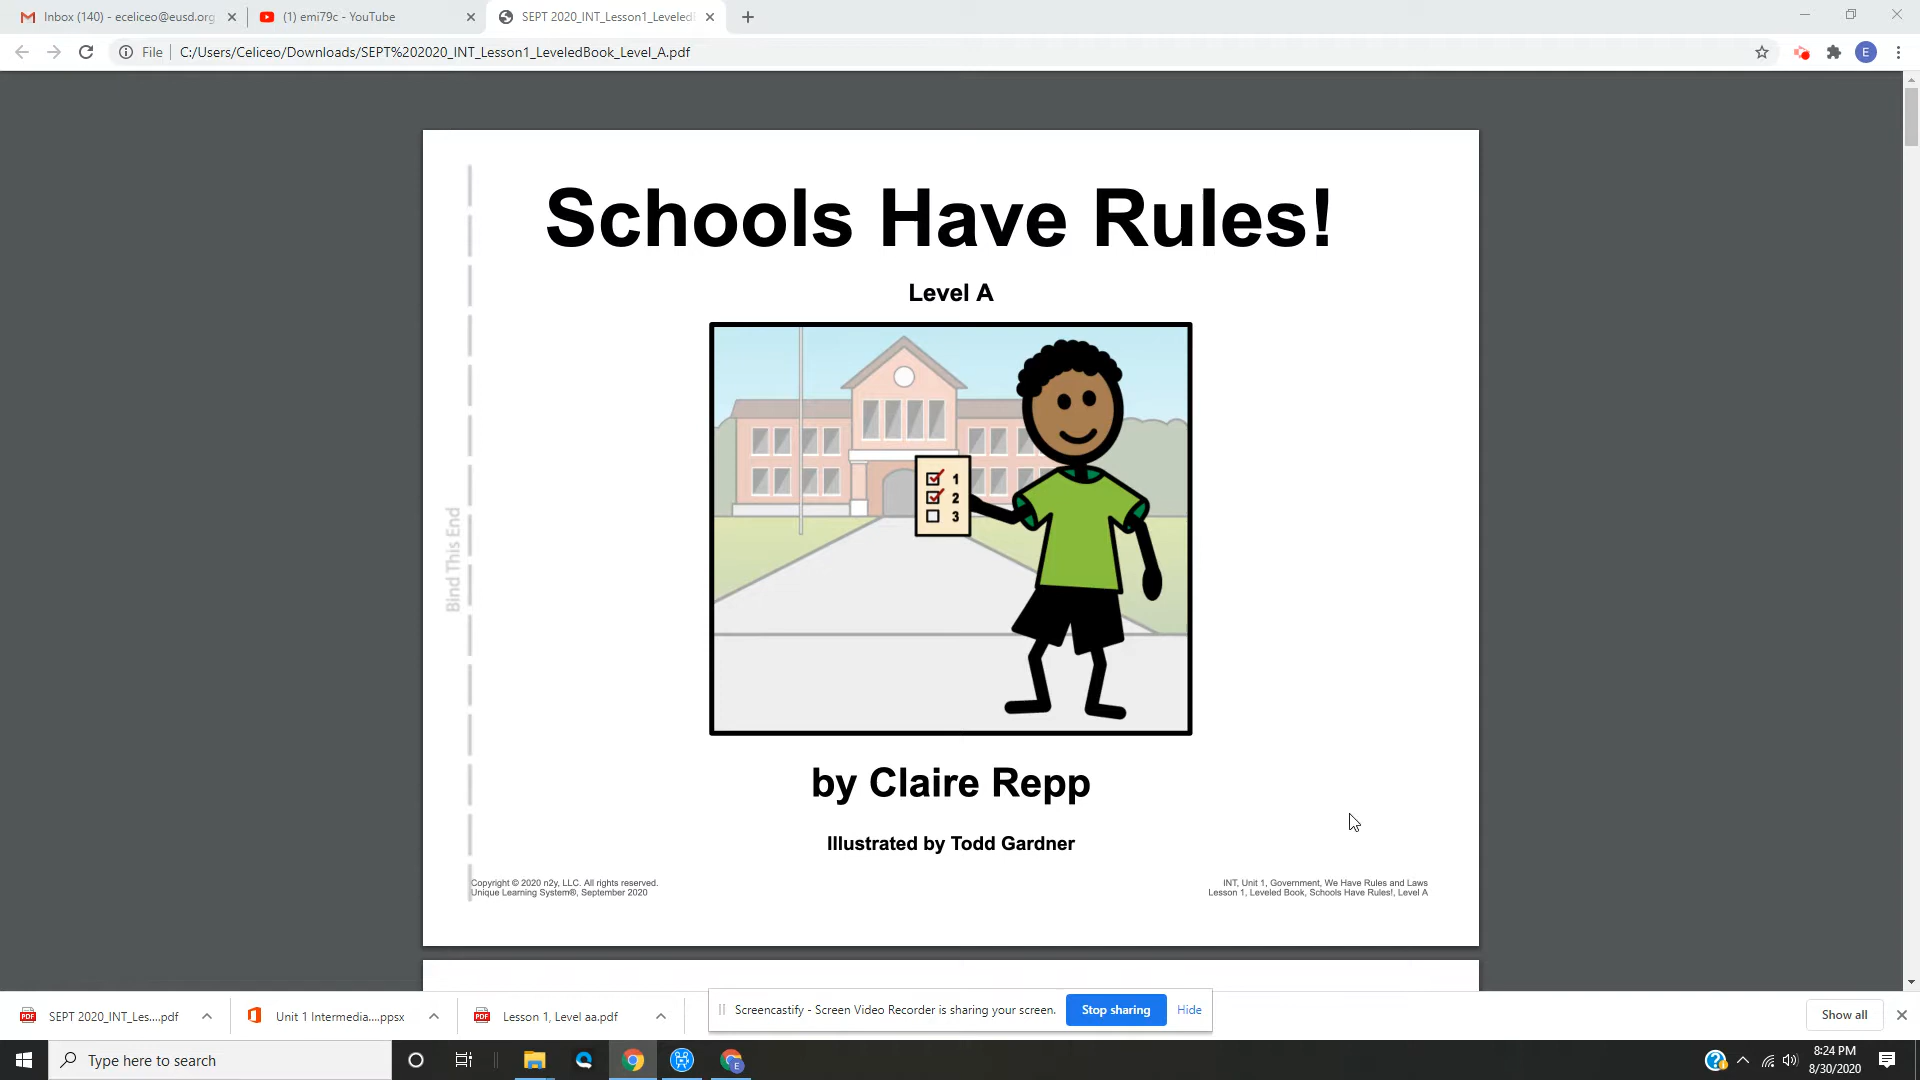 Inbox (140) - eceliceo@eusd.org
(1) emi79c - YouTube
SEPT 2020_INT_Lesson1_Leveled
File
C:/Users/Celiceo/Downloads/SEPT%202020_INT_Lesson1_LeveledBook_Level_A.pdf
E
Schools Have Rules!
Level A
1
2
3
Bind This End
by Claire Repp
Illustrated by Todd Gardner
Copyright © 2020 n2y, LLC. All rights reserved.
Unique Learning System®, September 2020
INT, Unit 1, Government, We Have Rules and Laws
Lesson 1, Leveled Book, Schools Have Rules!, Level A
SEPT 2020_INT_Les....pdf
Unit 1 Intermedia....ppsx
Lesson 1, Level aa.pdf
Screencastify - Screen Video Recorder is sharing your screen.
Stop sharing
Hide
Show all
Type here to search
8:24 PM
8/30/2020